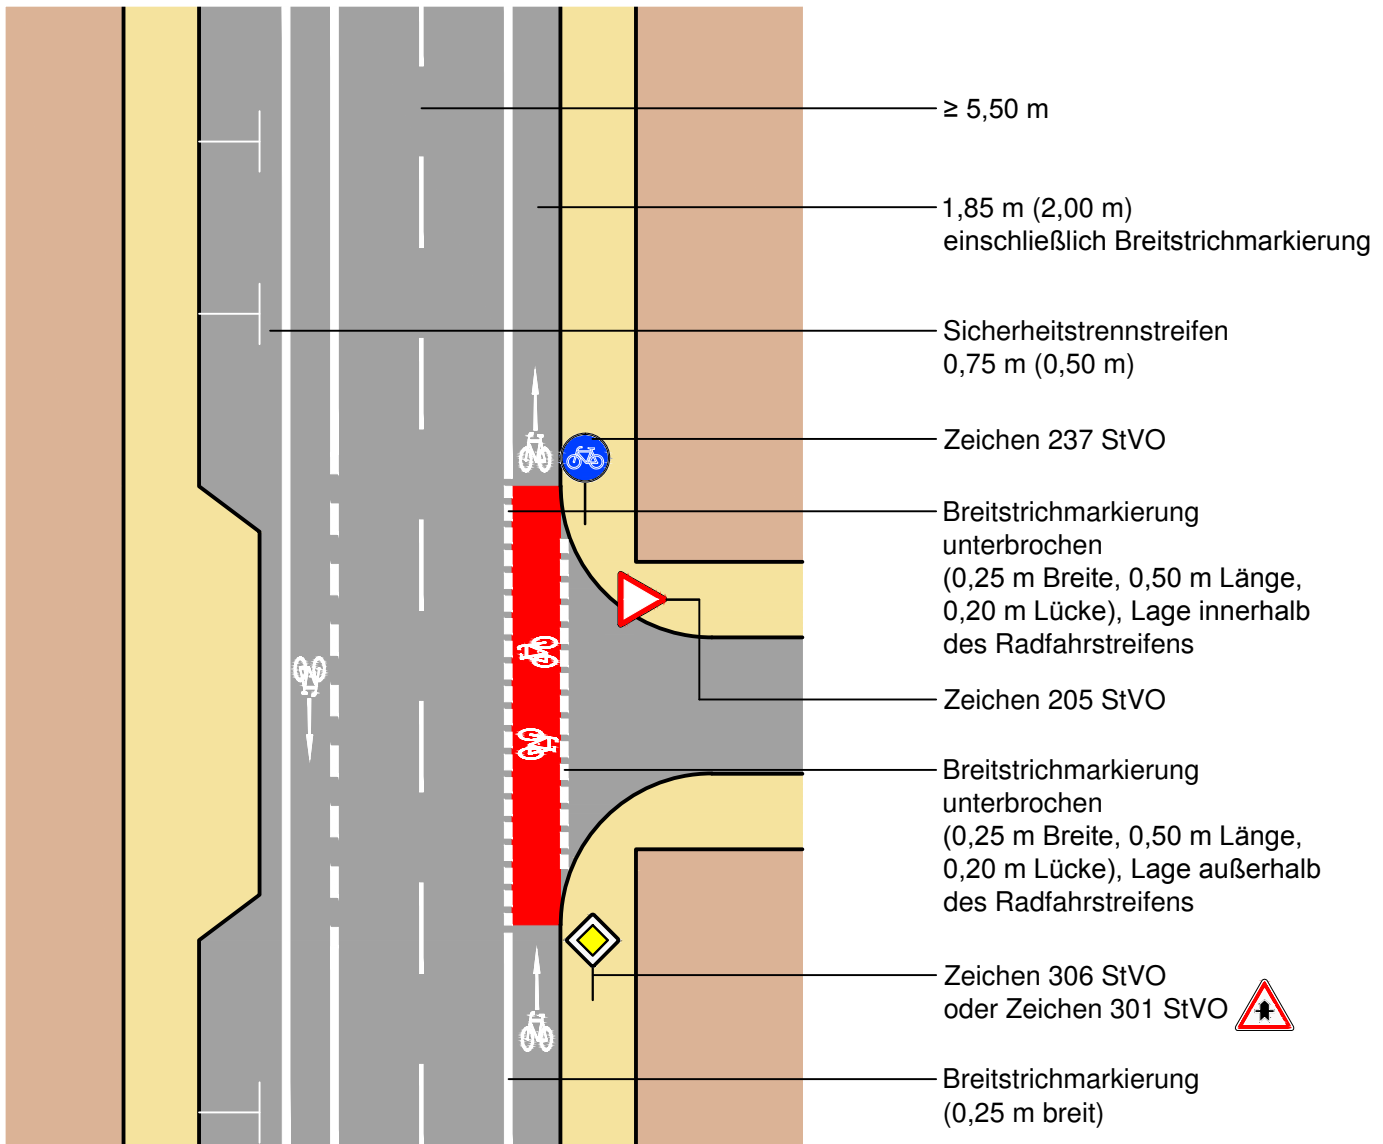 ≥ 5,50 m
1,85 m (2,00 m)
einschließlich Breitstrichmarkierung
Sicherheitstrennstreifen
0,75 m (0,50 m)
Zeichen 237 StVO
Breitstrichmarkierung
unterbrochen
(0,25 m Breite, 0,50 m Länge,
0,20 m Lücke), Lage innerhalb
des Radfahrstreifens
Zeichen 205 StVO
Breitstrichmarkierung
unterbrochen
(0,25 m Breite, 0,50 m Länge,
0,20 m Lücke), Lage außerhalb
des Radfahrstreifens
Zeichen 306 StVO
oder Zeichen 301 StVO
Breitstrichmarkierung
(0,25 m breit)